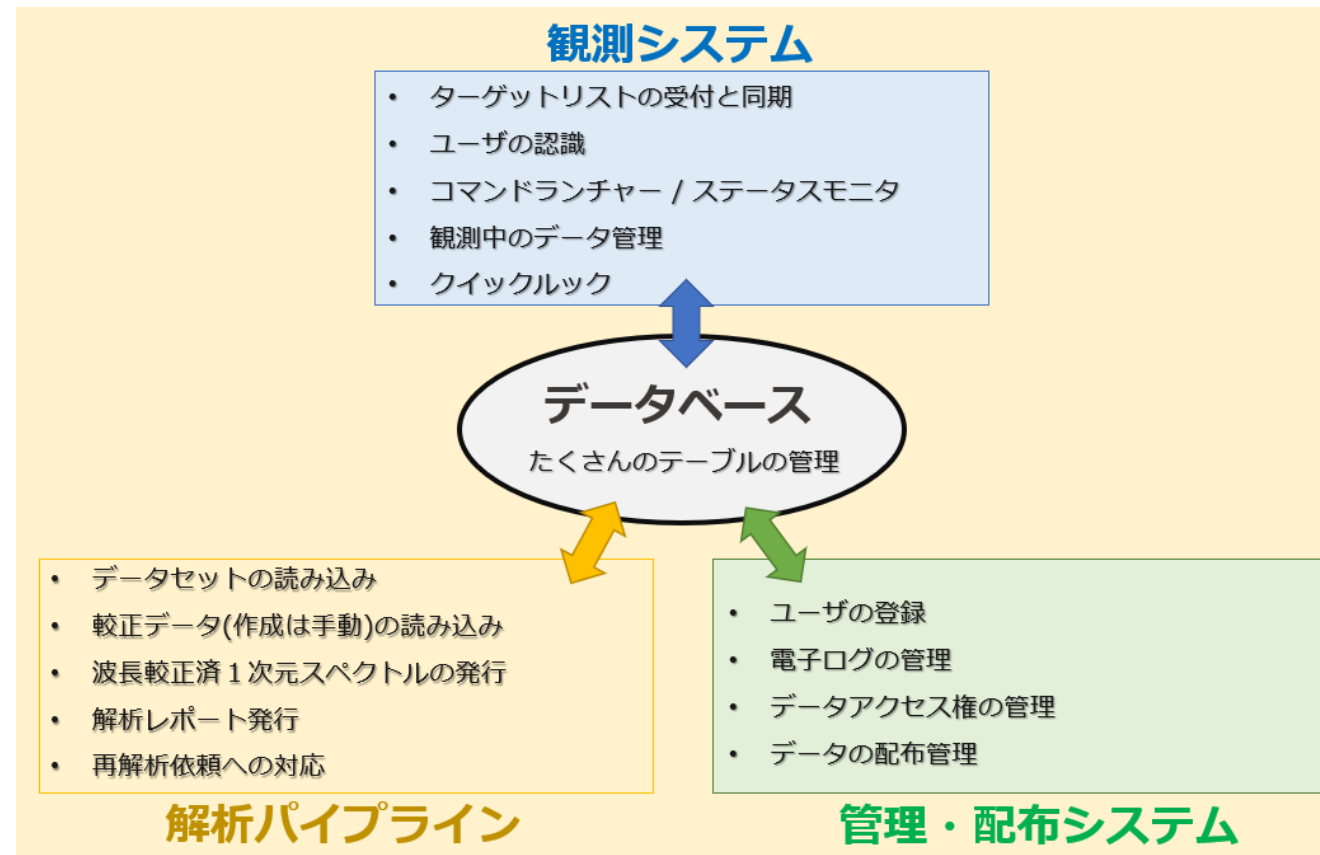 観測システム
• ターゲットリストの受付と同期
• ユーザの認識
• コマンドランチャー / ステータスモニタ
• 観測中のデータ管理
• クイックルック
データベース
たくさんのテーブルの管理
• データセットの読み込み
• 較正データ(作成は手動)の読み込み
• 波長較正済１次元スペクトルの発行
• 解析レポート発行
• 再解析依頼への対応
解析パイプライン
• ユーザの登録
• 電子ログの管理
• データアクセス権の管理
• データの配布管理
管理・配布システム